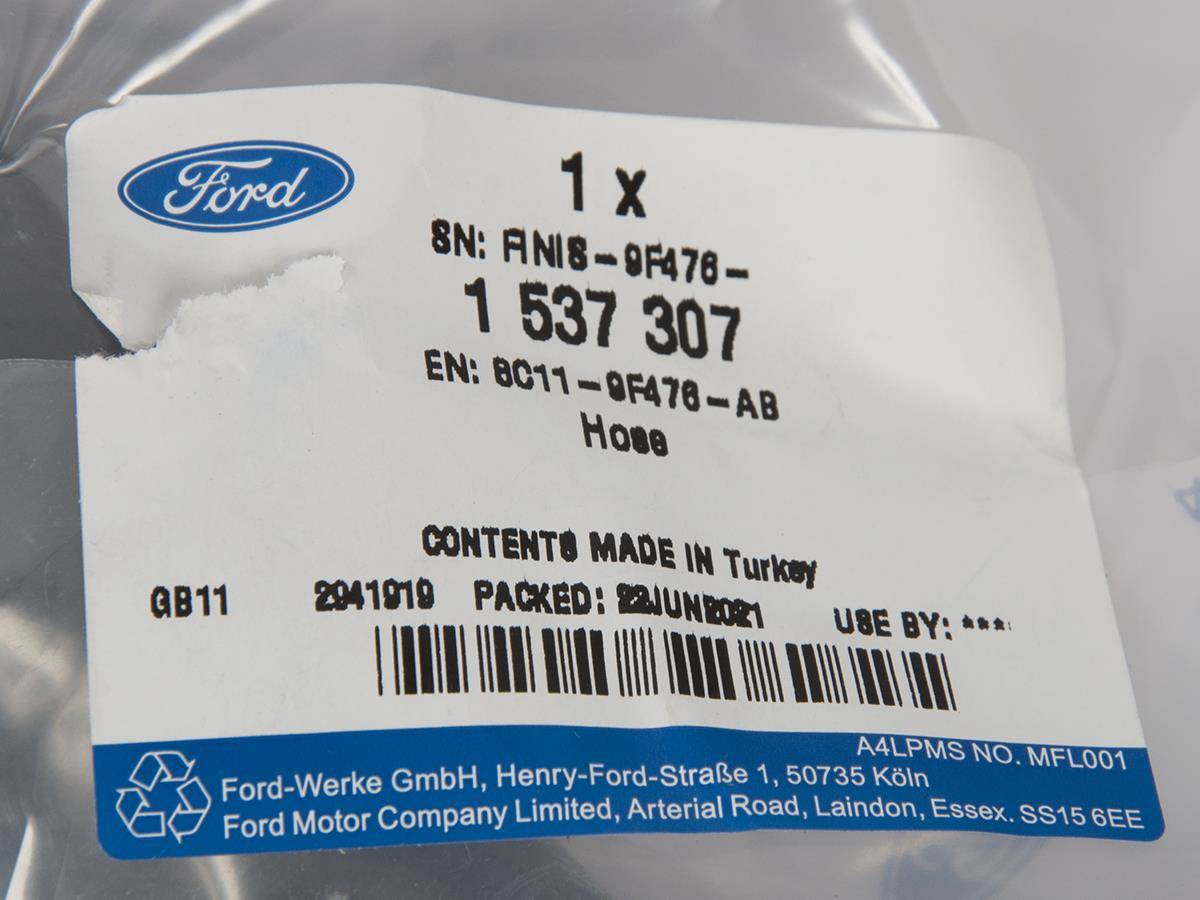 Ford
1 x
SN: FINIS-9F476-
1 537 307
EN: 6C11-9F476-AB
Hose
CONTENTS MADE IN Turkey
GB11 2941919 PACKED: 22JUN2021 USE BY: ***
A4LPMS NO. MFL001
Ford-Werke GmbH, Henry-Ford-Straße 1, 50735 Köln
Ford Motor Company Limited, Arterial Road, Laindon, Essex. SS15 6EE